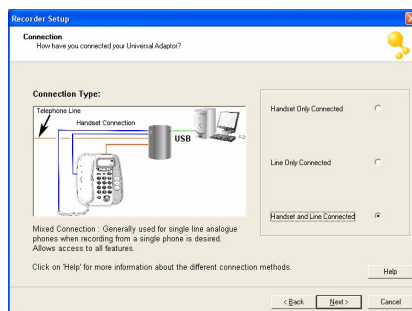 Recorder Setup
Connection
How have you connected your Universal Adaptor?
Connection Type:
Telephone Line
Handset Connection
USB
Handset Only Connected
Line Only Connected
Handset and Line Connected
Mixed Connection : Generally used for single line analogue
phones when recording from a single phone is desired.
Allows access to all features.
Click on 'Help' for more information about the different connection methods.
Help
< Back
Next >
Cancel